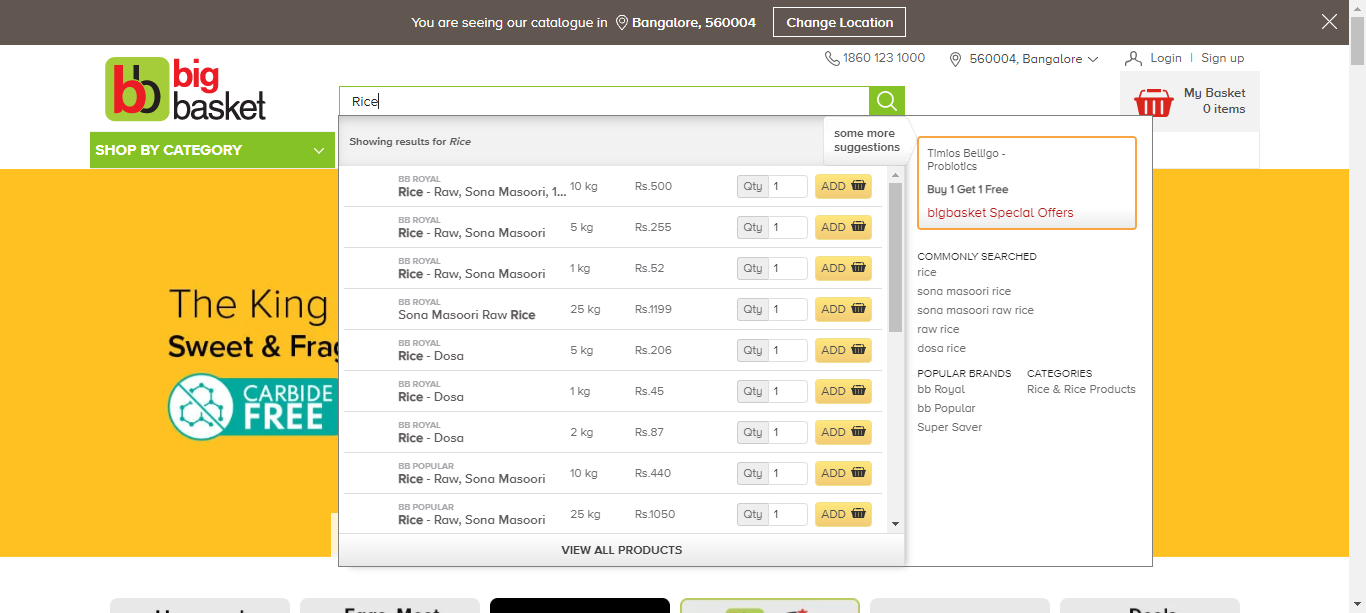 You are seeing our catalogue in Bangalore, 560004 Change Location
1860 123 1000 560004, Bangalore Login | Sign up
bb big basket
Rice
My Basket
0 items
SHOP BY CATEGORY
Showing results for Rice
some more
suggestions
BB ROYAL
Rice - Raw, Sona Masoori, 1... 10 kg Rs.500 Qty 1 ADD
BB ROYAL
Rice - Raw, Sona Masoori 5 kg Rs.255 Qty 1 ADD
BB ROYAL
Rice - Raw, Sona Masoori 1 kg Rs.52 Qty 1 ADD
BB ROYAL
Sona Masoori Raw Rice 25 kg Rs.1199 Qty 1 ADD
BB ROYAL
Rice - Dosa 5 kg Rs.206 Qty 1 ADD
BB ROYAL
Rice - Dosa 1 kg Rs.45 Qty 1 ADD
BB ROYAL
Rice - Dosa 2 kg Rs.87 Qty 1 ADD
BB POPULAR
Rice - Raw, Sona Masoori 10 kg Rs.440 Qty 1 ADD
BB POPULAR
Rice - Raw, Sona Masoori 25 kg Rs.1050 Qty 1 ADD
VIEW ALL PRODUCTS
Timios Belligo -
Probiotics
Buy 1 Get 1 Free
bigbasket Special Offers
COMMONLY SEARCHED
rice
sona masoori rice
sona masoori raw rice
raw rice
dosa rice
POPULAR BRANDS CATEGORIES
bb Royal Rice & Rice Products
bb Popular
Super Saver
The King
Sweet & Frag
CARBIDE
FREE
Deals